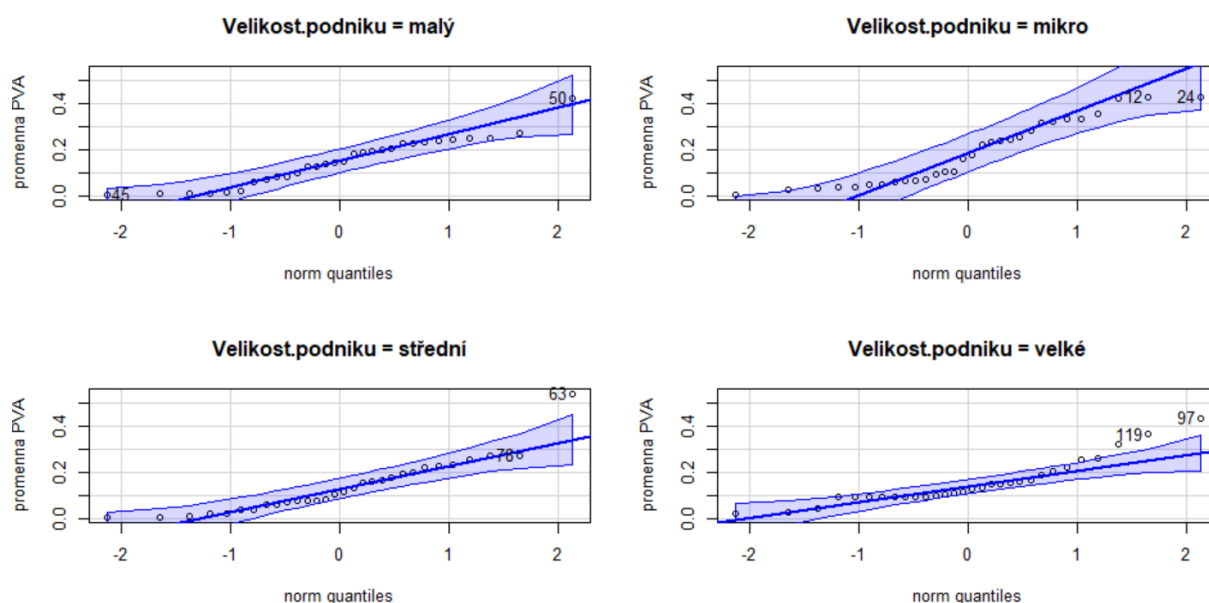 Velikost.podniku = malý
promenna PVA
0.0 0.2 0.4
45
50
-2 -1 0 1 2
norm quantiles
Velikost.podniku = mikro
promenna PVA
0.0 0.2 0.4
12
24
-2 -1 0 1 2
norm quantiles
Velikost.podniku = střední
promenna PVA
0.0 0.2 0.4
63
78
-2 -1 0 1 2
norm quantiles
Velikost.podniku = velké
promenna PVA
0.0 0.2 0.4
119
97
-2 -1 0 1 2
norm quantiles